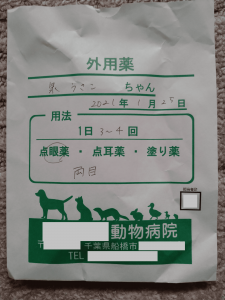 外用薬
ちゃん
2021年1月25日
用法
1日3～4回
点眼薬・点耳薬・塗り薬
両目
動物病院
〒 千葉県船橋市
TEL